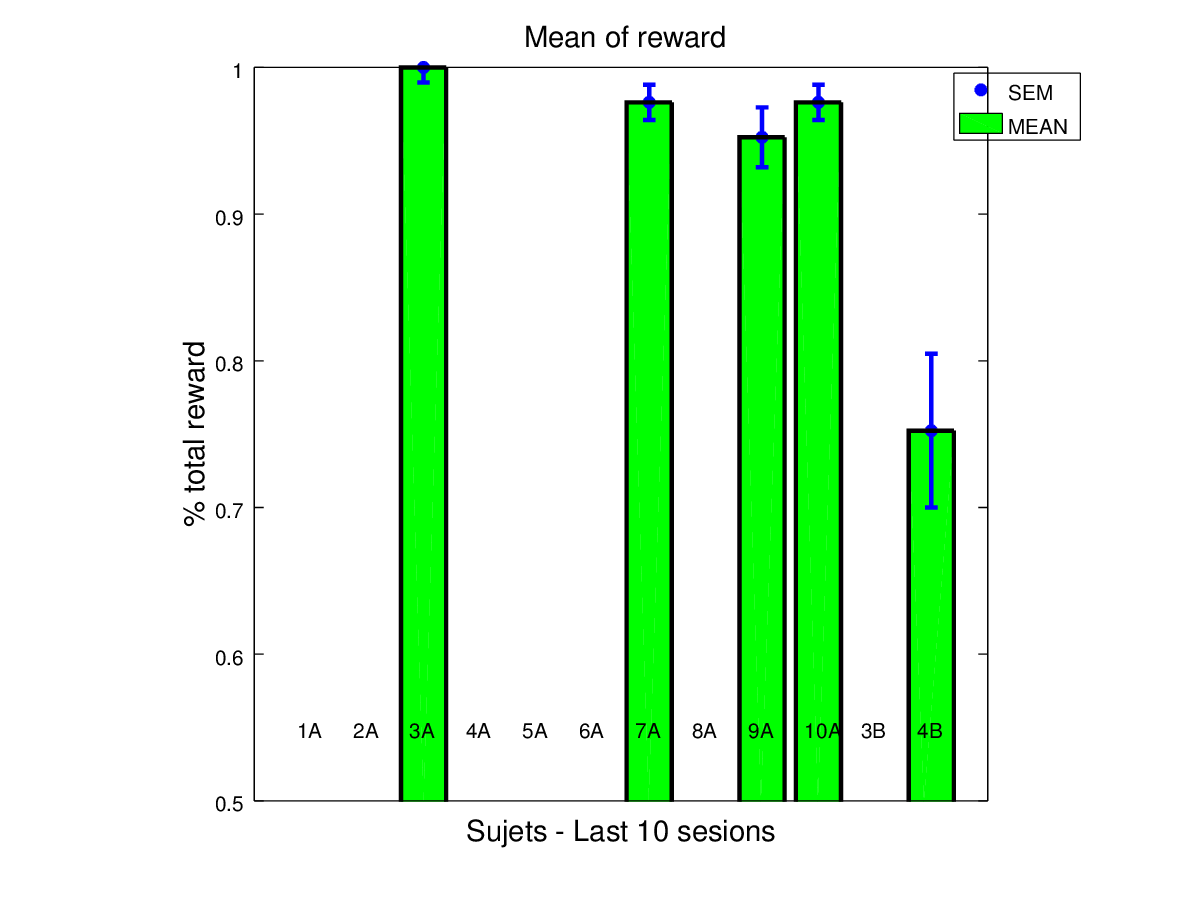 Mean of reward
SEM
MEAN
% total reward
1
0.9
0.8
0.7
0.6
0.5
1A 2A 3A 4A 5A 6A 7A 8A 9A 10A 3B 4B
Sujets - Last 10 sesions